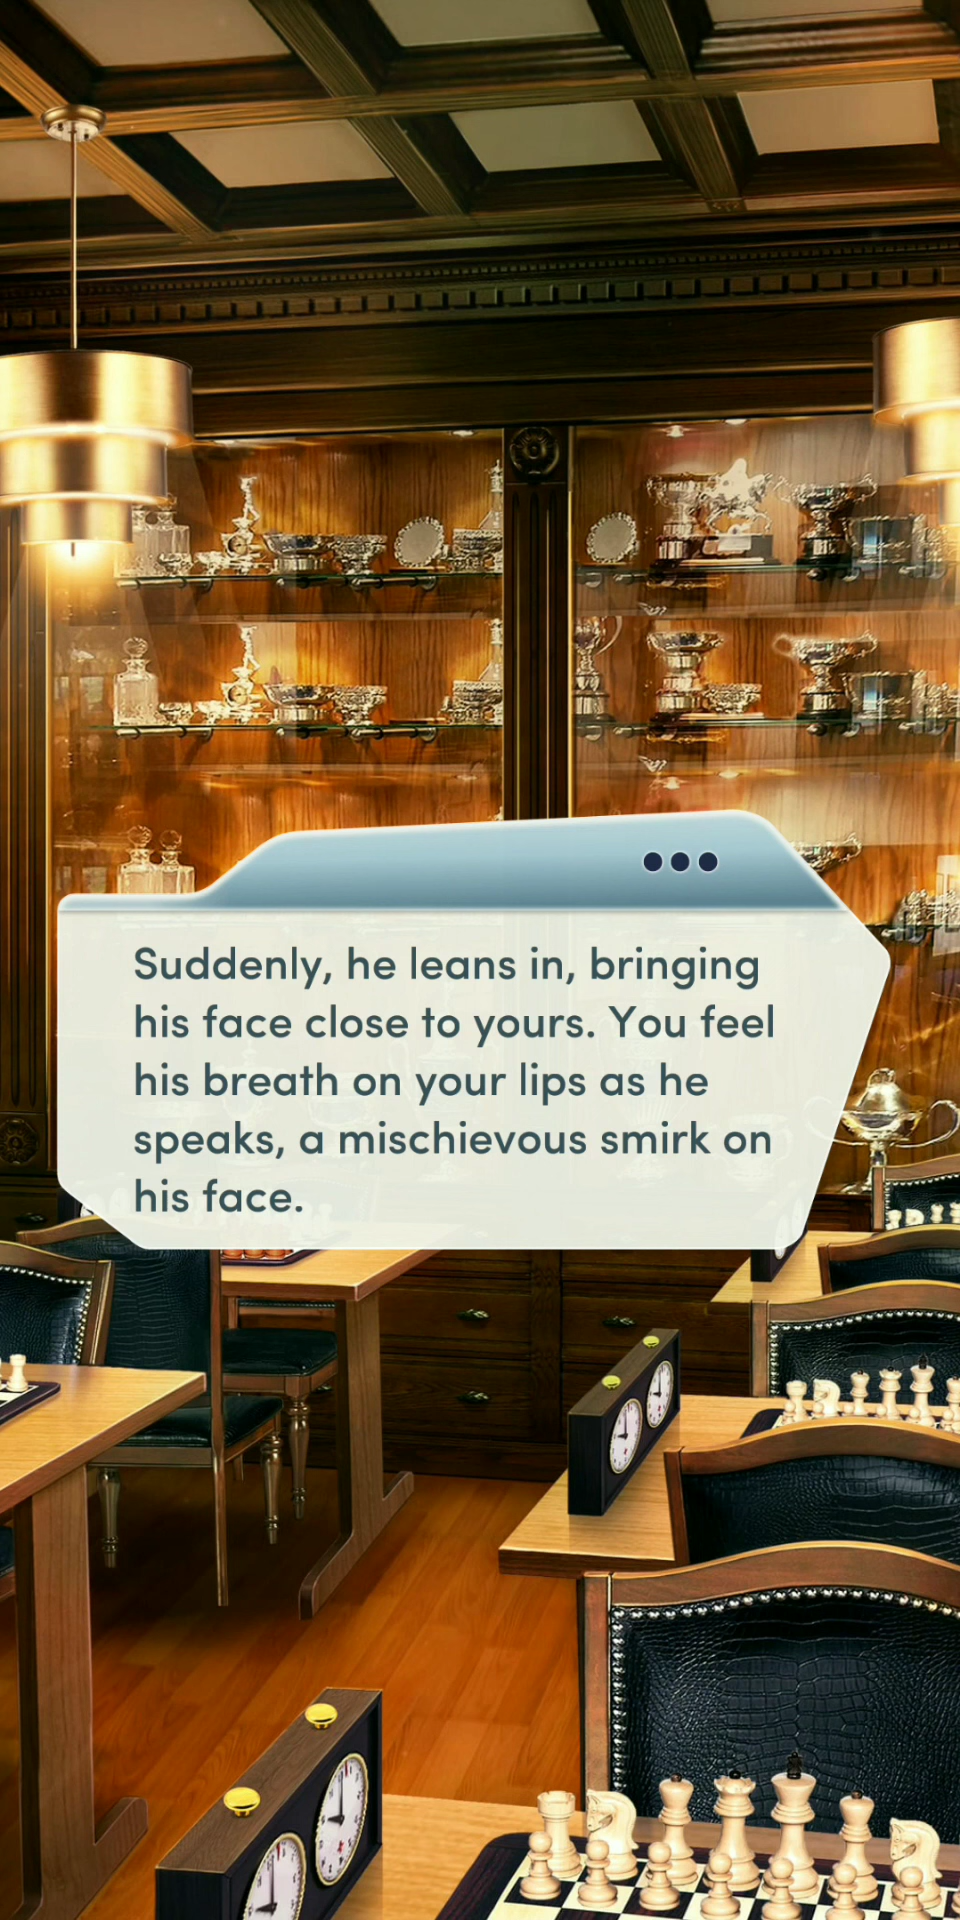 Suddenly, he leans in, bringing
his face close to yours. You feel
his breath on your lips as he
speaks, a mischievous smirk on
his face.